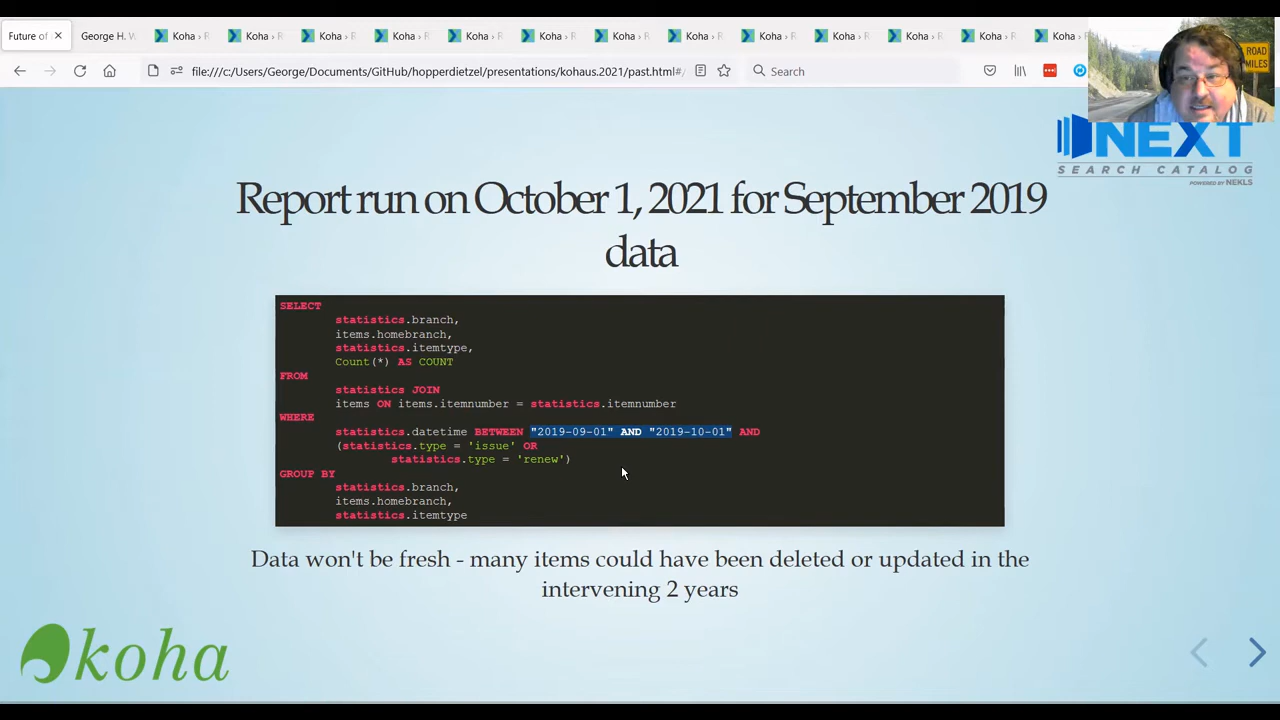 Future of
George H. W
Koha › R
Koha › R
Koha › R
Koha › R
Koha › R
Koha › R
Koha › R
Koha › R
Koha › R
Koha › R
Koha › R
Koha › R
Koha › R
file:///c:/Users/George/Documents/GitHub/hopperdietzel/presentations/kohaus.2021/past.html#/
Search
ROAD
MILES
NEXT
SEARCH CATALOG
POWERED BY NEKLS
Report run on October 1, 2021 for September 2019
data
SELECT
statistics.branch,
items.homebranch,
statistics.itemtype,
Count(*) AS COUNT
FROM
statistics JOIN
items ON items.itemnumber = statistics.itemnumber
WHERE
statistics.datetime BETWEEN "2019-09-01" AND "2019-10-01" AND
(statistics.type = 'issue' OR
statistics.type = 'renew')
GROUP BY
statistics.branch,
items.homebranch,
statistics.itemtype
Data won't be fresh - many items could have been deleted or updated in the
intervening 2 years
koha